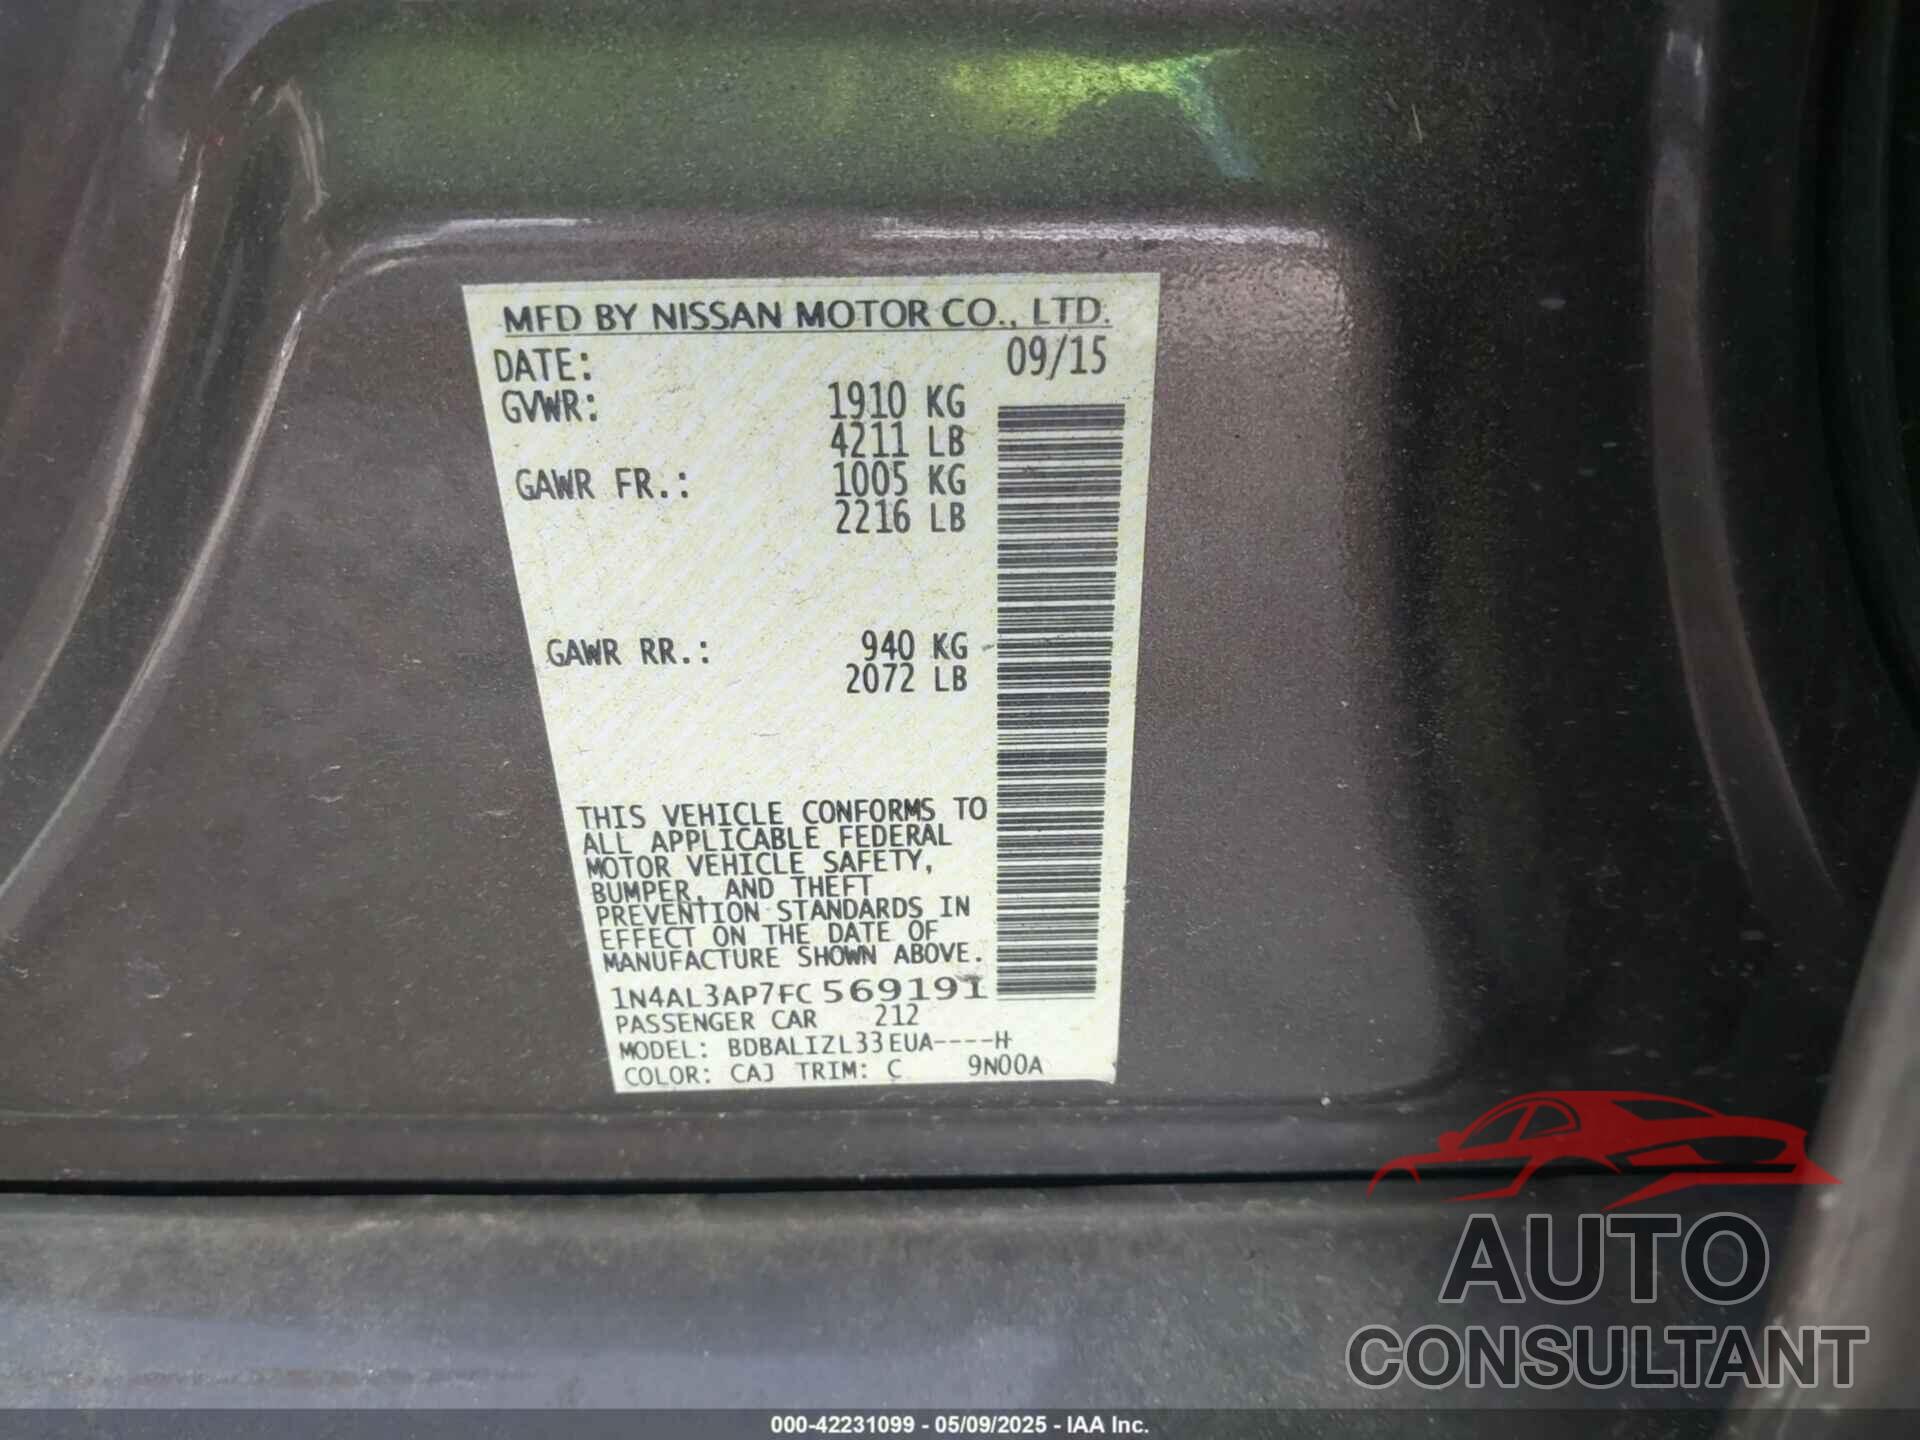 MFD BY NISSAN MOTOR CO., LTD.
DATE: 09/15
GVWR: 1910 KG
4211 LB
GAWR FR.: 1005 KG
2216 LB
GAWR RR.: 940 KG
2072 LB
THIS VEHICLE CONFORMS TO
ALL APPLICABLE FEDERAL
MOTOR VEHICLE SAFETY,
BUMPER, AND THEFT
PREVENTION STANDARDS IN
EFFECT ON THE DATE OF
MANUFACTURE SHOWN ABOVE.
1N4AL3AP7FC569191
PASSENGER CAR 212
MODEL: BDBALIZL33EUA----H
COLOR: CAJ TRIM: C 9N00A
AUTO
CONSULTANT
000-42231099 - 05/09/2025 - IAA Inc.